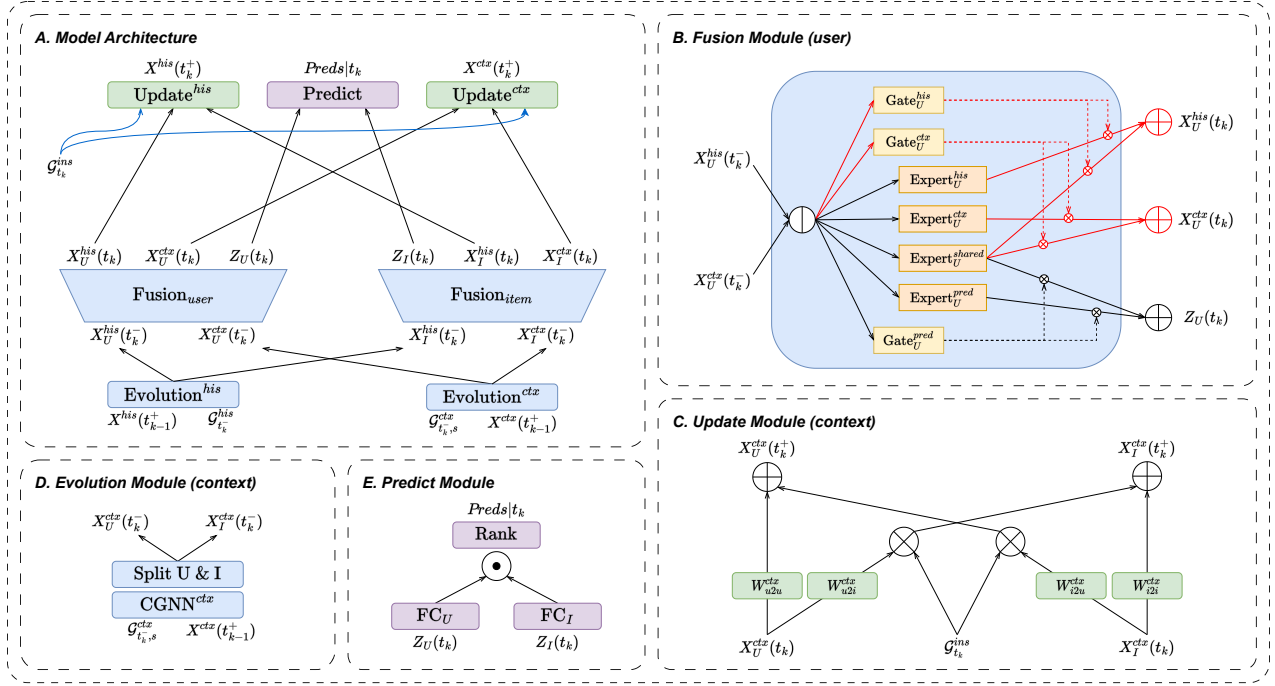 A. Model Architecture
X^{his}(t_k^+) Preds|t_k X^{ctx}(t_k^+)
Update^{his} Predict Update^{ctx}
𝒢_{t_k}^{ins}
X_U^{his}(t_k) X_U^{ctx}(t_k) Z_U(t_k) Z_I(t_k) X_I^{his}(t_k) X_I^{ctx}(t_k)
Fusion_{user} Fusion_{item}
X_U^{his}(t_k^-) X_U^{ctx}(t_k^-) X_I^{his}(t_k^-) X_I^{ctx}(t_k^-)
Evolution^{his} Evolution^{ctx}
X^{his}(t_{k-1}^+) 𝒢_{t_k^-}^{his} 𝒢_{t_k^-,s}^{ctx} X^{ctx}(t_{k-1}^+)
B. Fusion Module (user)
Gate_U^{his}
X_U^{his}(t_k)
Gate_U^{ctx}
X_U^{his}(t_k^-)
Expert_U^{his}
Expert_U^{ctx}
X_U^{ctx}(t_k)
Expert_U^{shared}
X_U^{ctx}(t_k^-)
Expert_U^{pred}
Z_U(t_k)
Gate_U^{pred}
C. Update Module (context)
X_U^{ctx}(t_k^+) X_I^{ctx}(t_k^+)
W_{u2u}^{ctx} W_{u2i}^{ctx} W_{i2u}^{ctx} W_{i2i}^{ctx}
X_U^{ctx}(t_k) 𝒢_{t_k}^{ins} X_I^{ctx}(t_k)
D. Evolution Module (context)
X_U^{ctx}(t_k^-) X_I^{ctx}(t_k^-)
Split U & I
CGNN^{ctx}
𝒢_{t_k^-,s}^{ctx} X^{ctx}(t_{k-1}^+)
E. Predict Module
Preds|t_k
Rank
FC_U FC_I
Z_U(t_k) Z_I(t_k)